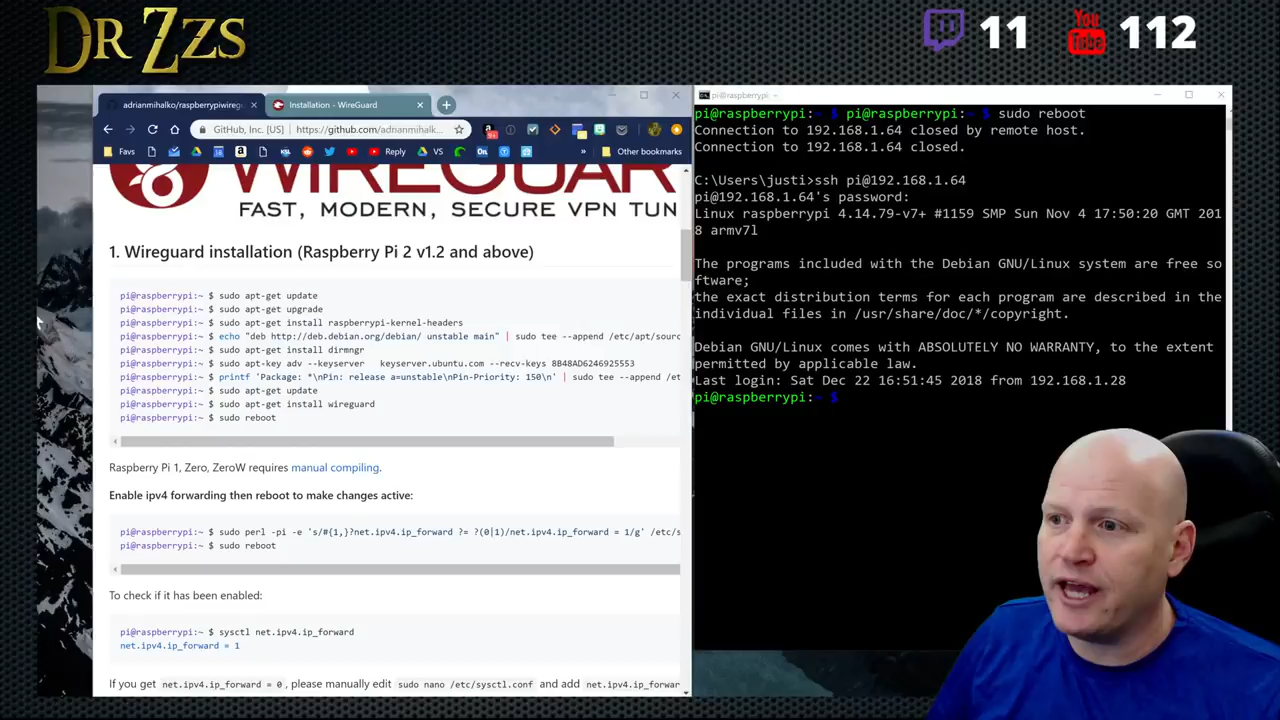 DR ZZS
11
You
Tube
112
adrianmihalko/raspberrypiwireg
Installation - WireGuard
GitHub, Inc. [US]
https://github.com/adrianmihalk...
Favs
Reply
VS
»
Other bookmarks
WIREGUAR
FAST, MODERN, SECURE VPN TUN
1. Wireguard installation (Raspberry Pi 2 v1.2 and above)
pi@raspberrypi:~ $ sudo apt-get update
pi@raspberrypi:~ $ sudo apt-get upgrade
pi@raspberrypi:~ $ sudo apt-get install raspberrypi-kernel-headers
pi@raspberrypi:~ $ echo "deb http://deb.debian.org/debian/ unstable main" | sudo tee --append /etc/apt/sour
pi@raspberrypi:~ $ sudo apt-get install dirmngr
pi@raspberrypi:~ $ sudo apt-key adv --keyserver   keyserver.ubuntu.com --recv-keys 8B48AD6246925553
pi@raspberrypi:~ $ printf 'Package: *\nPin: release a=unstable\nPin-Priority: 150\n' | sudo tee --append /et
pi@raspberrypi:~ $ sudo apt-get update
pi@raspberrypi:~ $ sudo apt-get install wireguard
pi@raspberrypi:~ $ sudo reboot
Raspberry Pi 1, Zero, ZeroW requires manual compiling.
Enable ipv4 forwarding then reboot to make changes active:
pi@raspberrypi:~ $ sudo perl -pi -e 's/#{1,}?net.ipv4.ip_forward ?= ?(0|1)/net.ipv4.ip_forward = 1/g' /etc/s
pi@raspberrypi:~ $ sudo reboot
To check if it has been enabled:
pi@raspberrypi:~ $ sysctl net.ipv4.ip_forward
net.ipv4.ip_forward = 1
If you get net.ipv4.ip_forward = 0 , please manually edit sudo nano /etc/sysctl.conf and add net.ipv4.ip_forwar
pi@raspberrypi: ~
pi@raspberrypi:~ $ pi@raspberrypi:~ $ sudo reboot
Connection to 192.168.1.64 closed by remote host.
Connection to 192.168.1.64 closed.
C:\Users\justi>ssh pi@192.168.1.64
pi@192.168.1.64's password:
Linux raspberrypi 4.14.79-v7+ #1159 SMP Sun Nov 4 17:50:20 GMT 201
8 armv7l
The programs included with the Debian GNU/Linux system are free so
ftware;
the exact distribution terms for each program are described in the
individual files in /usr/share/doc/*/copyright.
Debian GNU/Linux comes with ABSOLUTELY NO WARRANTY, to the extent
permitted by applicable law.
Last login: Sat Dec 22 16:51:45 2018 from 192.168.1.28
pi@raspberrypi:~ $